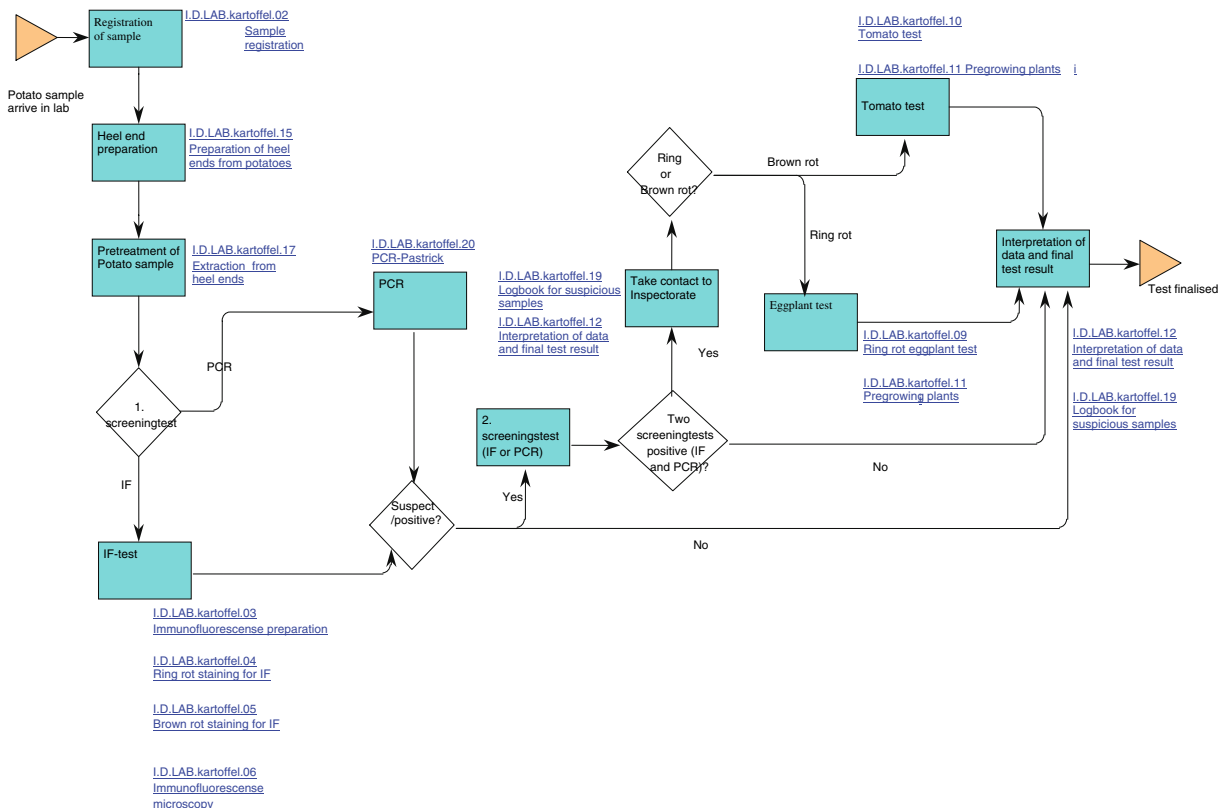 Registration
of sample
I.D.LAB.kartoffel.02
Sample
registration
Potato sample
arrive in lab
Heel end
preparation
I.D.LAB.kartoffel.15
Preparation of heel
ends from potatoes
Pretreatment of
Potato sample
I.D.LAB.kartoffel.17
Extraction from
heel ends
1.
screeningtest
PCR
IF
I.D.LAB.kartoffel.20
PCR-Pastrick
PCR
IF-test
I.D.LAB.kartoffel.03
Immunofluorescense preparation
I.D.LAB.kartoffel.04
Ring rot staining for IF
I.D.LAB.kartoffel.05
Brown rot staining for IF
I.D.LAB.kartoffel.06
Immunofluorescense
microscopy
Suspect
/positive?
Yes
No
2.
screeningstest
(IF or PCR)
Two
screeningtests
positive (IF
and PCR)?
Yes
No
I.D.LAB.kartoffel.19
Logbook for suspicious
samples
I.D.LAB.kartoffel.12
Interpretation of data
and final test result
Take contact to
Inspectorate
Ring
or
Brown rot?
Brown rot
Ring rot
I.D.LAB.kartoffel.10
Tomato test
I.D.LAB.kartoffel.11 Pregrowing plants i
Tomato test
Eggplant test
I.D.LAB.kartoffel.09
Ring rot eggplant test
I.D.LAB.kartoffel.11
Pregrowing plants
Interpretation of
data and final
test result
Test finalised
I.D.LAB.kartoffel.12
Interpretation of data
and final test result
I.D.LAB.kartoffel.19
Logbook for
suspicious samples